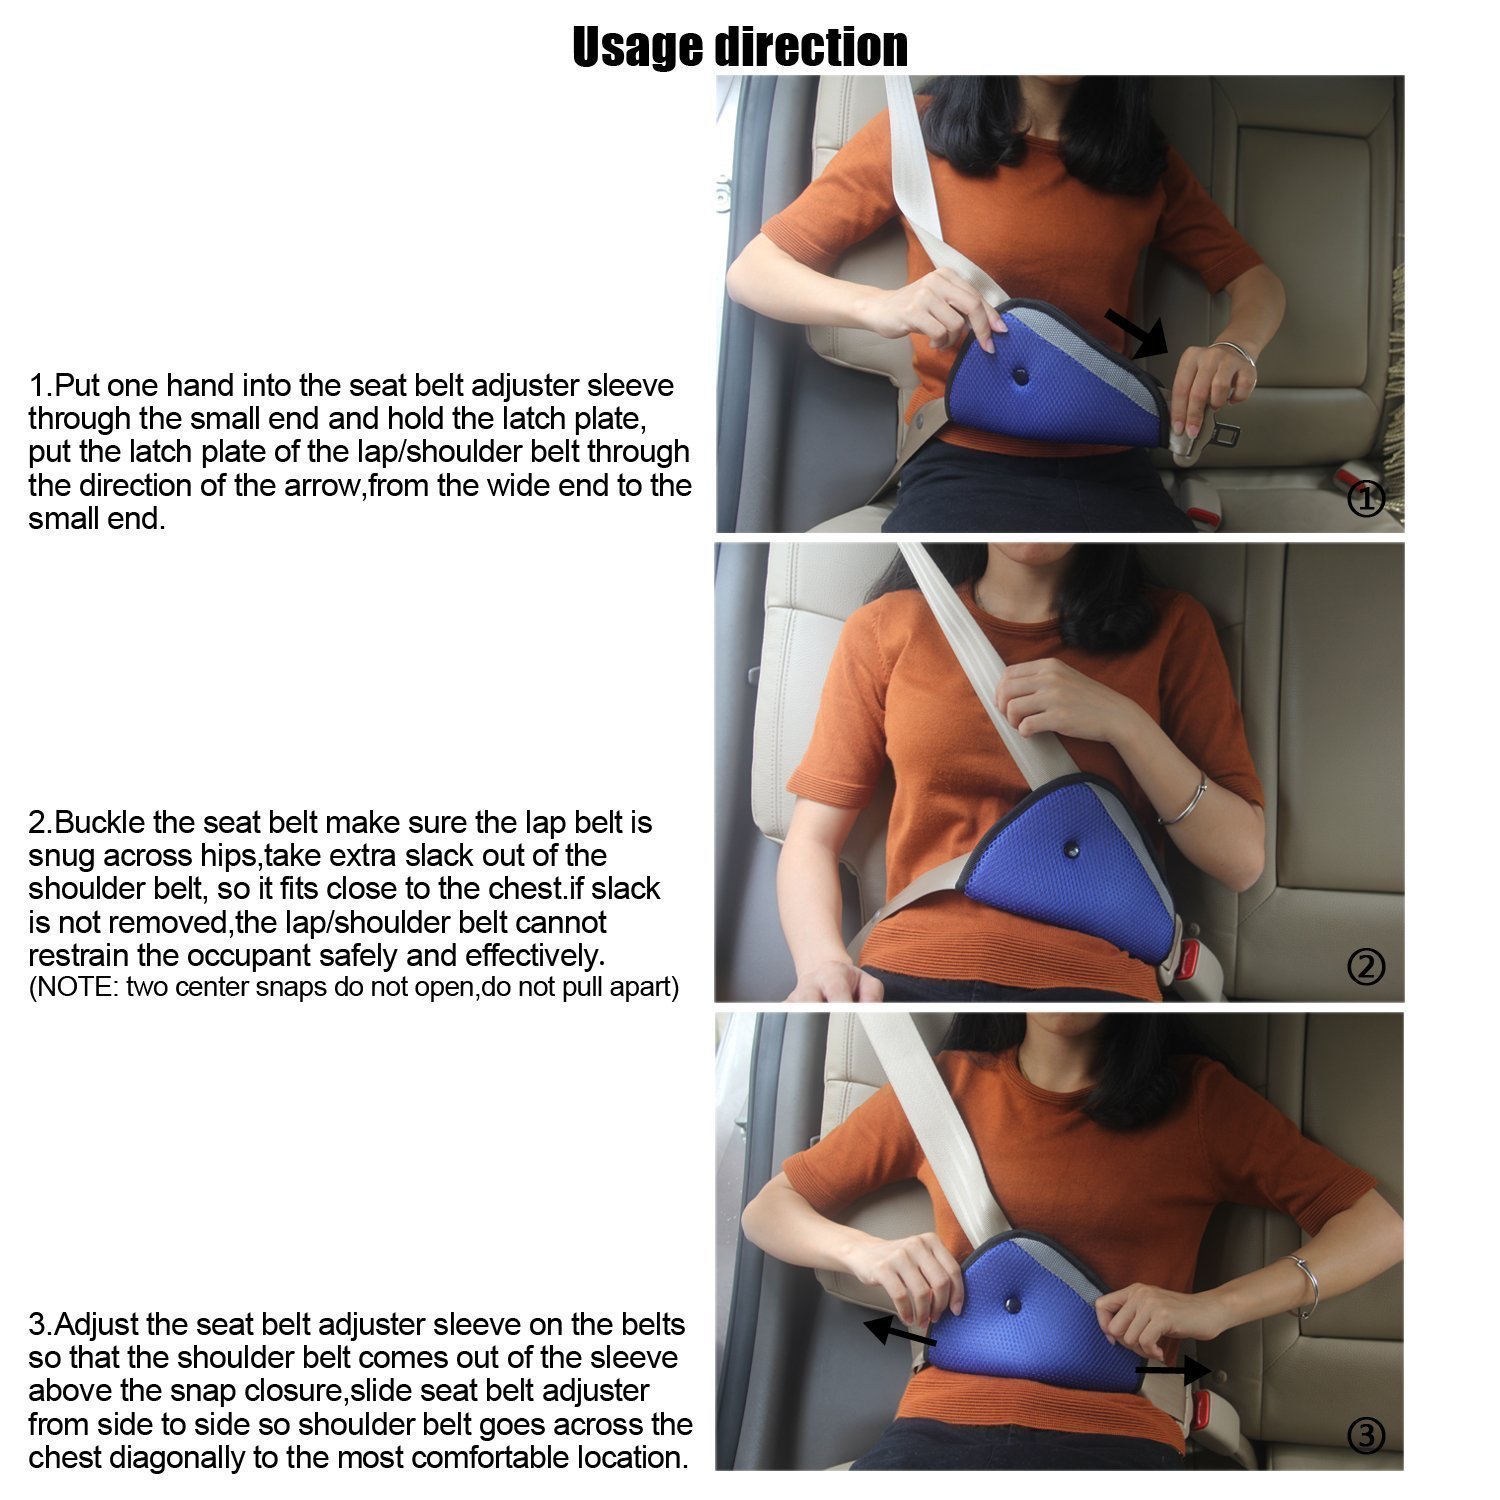 Usage direction
1.Put one hand into the seat belt adjuster sleeve
through the small end and hold the latch plate,
put the latch plate of the lap/shoulder belt through
the direction of the arrow,from the wide end to the
small end.
①
2.Buckle the seat belt make sure the lap belt is
snug across hips,take extra slack out of the
shoulder belt, so it fits close to the chest.if slack
is not removed,the lap/shoulder belt cannot
restrain the occupant safely and effectively.
(NOTE: two center snaps do not open,do not pull apart)
②
3.Adjust the seat belt adjuster sleeve on the belts
so that the shoulder belt comes out of the sleeve
above the snap closure,slide seat belt adjuster
from side to side so shoulder belt goes across the
chest diagonally to the most comfortable location.
③